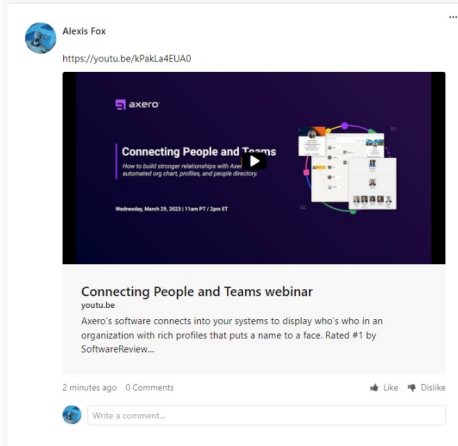 Alexis Fox
https://youtu.be/kPakLa4EUA0
axero
Connecting People and Teams
How to build stronger relationships with Axero's
automated org chart, profiles, and people directory.
Wednesday, March 29, 2023 | 11am PT / 2pm ET
Connecting People and Teams webinar
youtu.be
Axero's software connects into your systems to display who's who in an
organization with rich profiles that puts a name to a face. Rated #1 by
SoftwareReview...
2 minutes ago 0 Comments
Like Dislike
Write a comment...